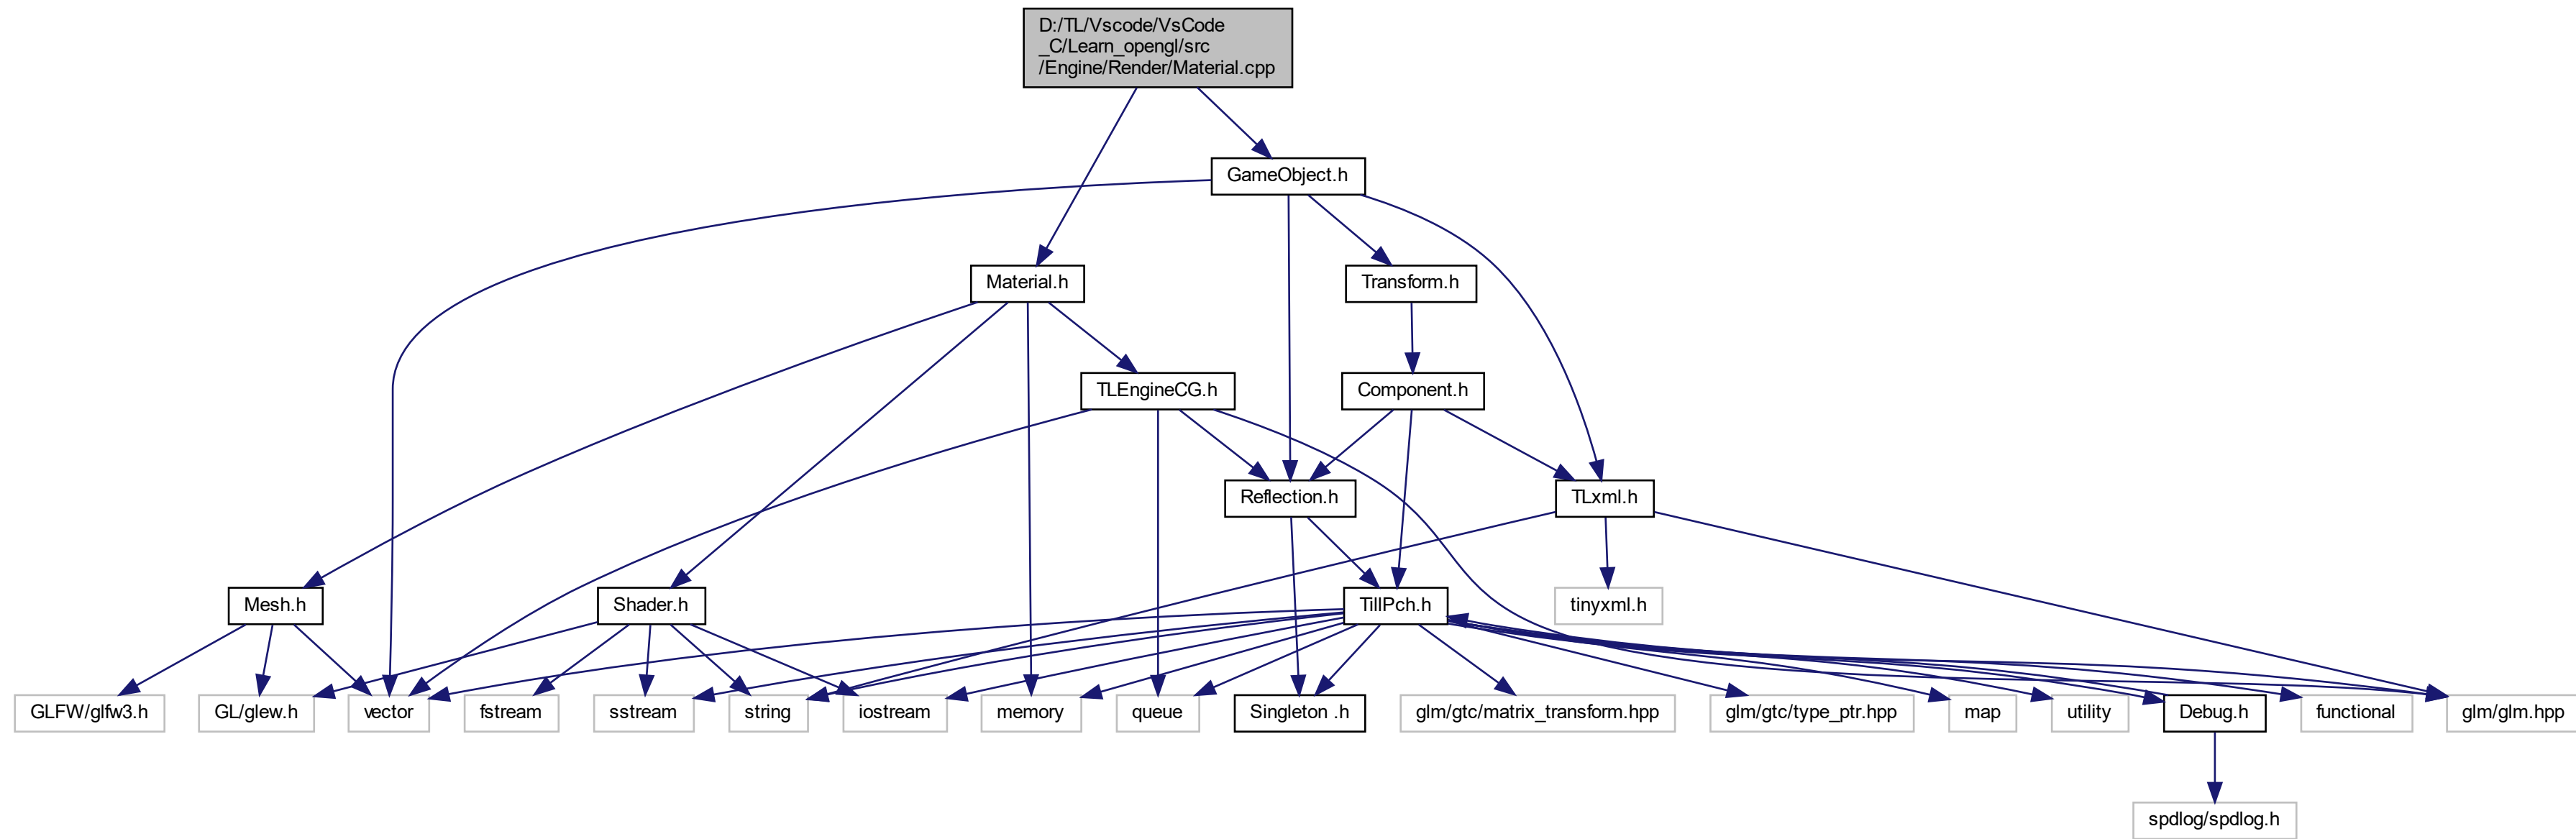 D:/TL/Vscode/VsCode
_C/Learn_opengl/src
/Engine/Render/Material.cpp
GameObject.h
Material.h
Transform.h
TLEngineCG.h
Component.h
Reflection.h
TLxml.h
Mesh.h
Shader.h
TillPch.h
tinyxml.h
GLFW/glfw3.h
GL/glew.h
vector
fstream
sstream
string
iostream
memory
queue
Singleton .h
glm/gtc/matrix_transform.hpp
glm/gtc/type_ptr.hpp
map
utility
Debug.h
functional
glm/glm.hpp
spdlog/spdlog.h